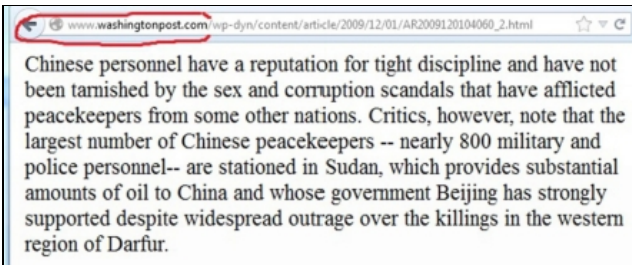 www.washingtonpost.com/wp-dyn/content/article/2009/12/01/AR2009120104060_2.html
Chinese personnel have a reputation for tight discipline and have not
been tarnished by the sex and corruption scandals that have afflicted
peacekeepers from some other nations. Critics, however, note that the
largest number of Chinese peacekeepers -- nearly 800 military and
police personnel-- are stationed in Sudan, which provides substantial
amounts of oil to China and whose government Beijing has strongly
supported despite widespread outrage over the killings in the western
region of Darfur.